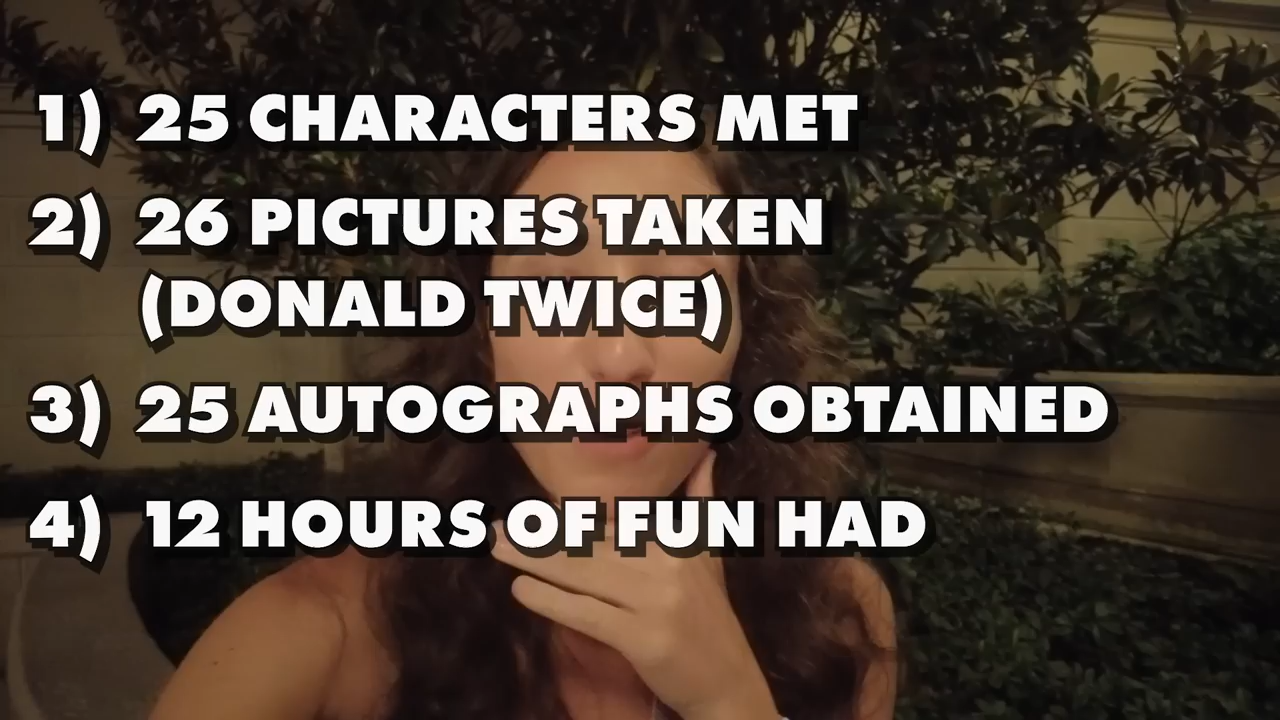 1) 25 CHARACTERS MET
2) 26 PICTURES TAKEN
(DONALD TWICE)
3) 25 AUTOGRAPHS OBTAINED
4) 12 HOURS OF FUN HAD